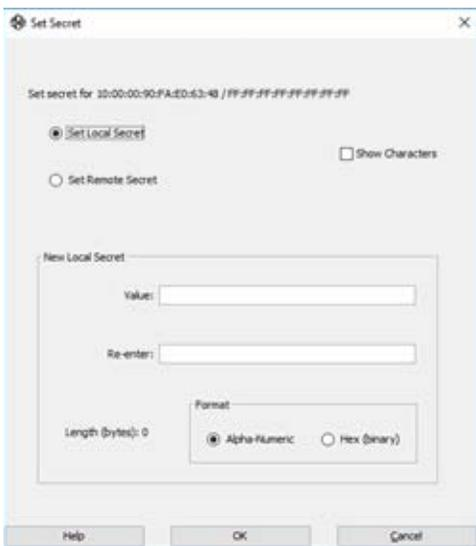 Set Secret
Set secret for 10:00:00:90:FA:E0:63:48 / FF:FF:FF:FF:FF:FF:FF:FF
Set Local Secret
Show Characters
Set Remote Secret
New Local Secret
Value:
Re-enter:
Format
Length (bytes): 0
Alpha-Numeric
Hex (binary)
Help
OK
Cancel